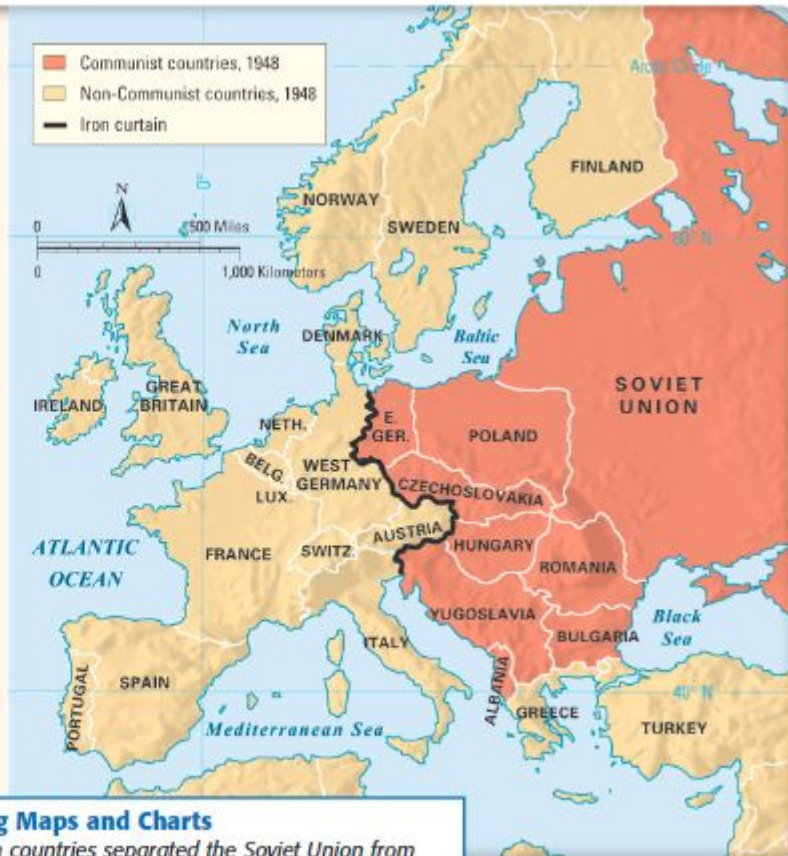 Communist countries, 1948
Non-Communist countries, 1948
Iron curtain
N
0
500 Miles
0
1,000 Kilometers
0°
Arctic Circle
60° N
FINLAND
NORWAY
SWEDEN
North
Sea
DENMARK
Baltic
Sea
SOVIET
UNION
IRELAND
GREAT
BRITAIN
NETH.
E.
GER.
POLAND
BELG.
WEST
GERMANY
LUX.
CZECHOSLOVAKIA
ATLANTIC
OCEAN
FRANCE
SWITZ.
AUSTRIA
HUNGARY
ROMANIA
YUGOSLAVIA
BULGARIA
Black
Sea
ITALY
PORTUGAL
SPAIN
ALBANIA
40° N
GREECE
TURKEY
Mediterranean Sea
g Maps and Charts
countries separated the Soviet Union from